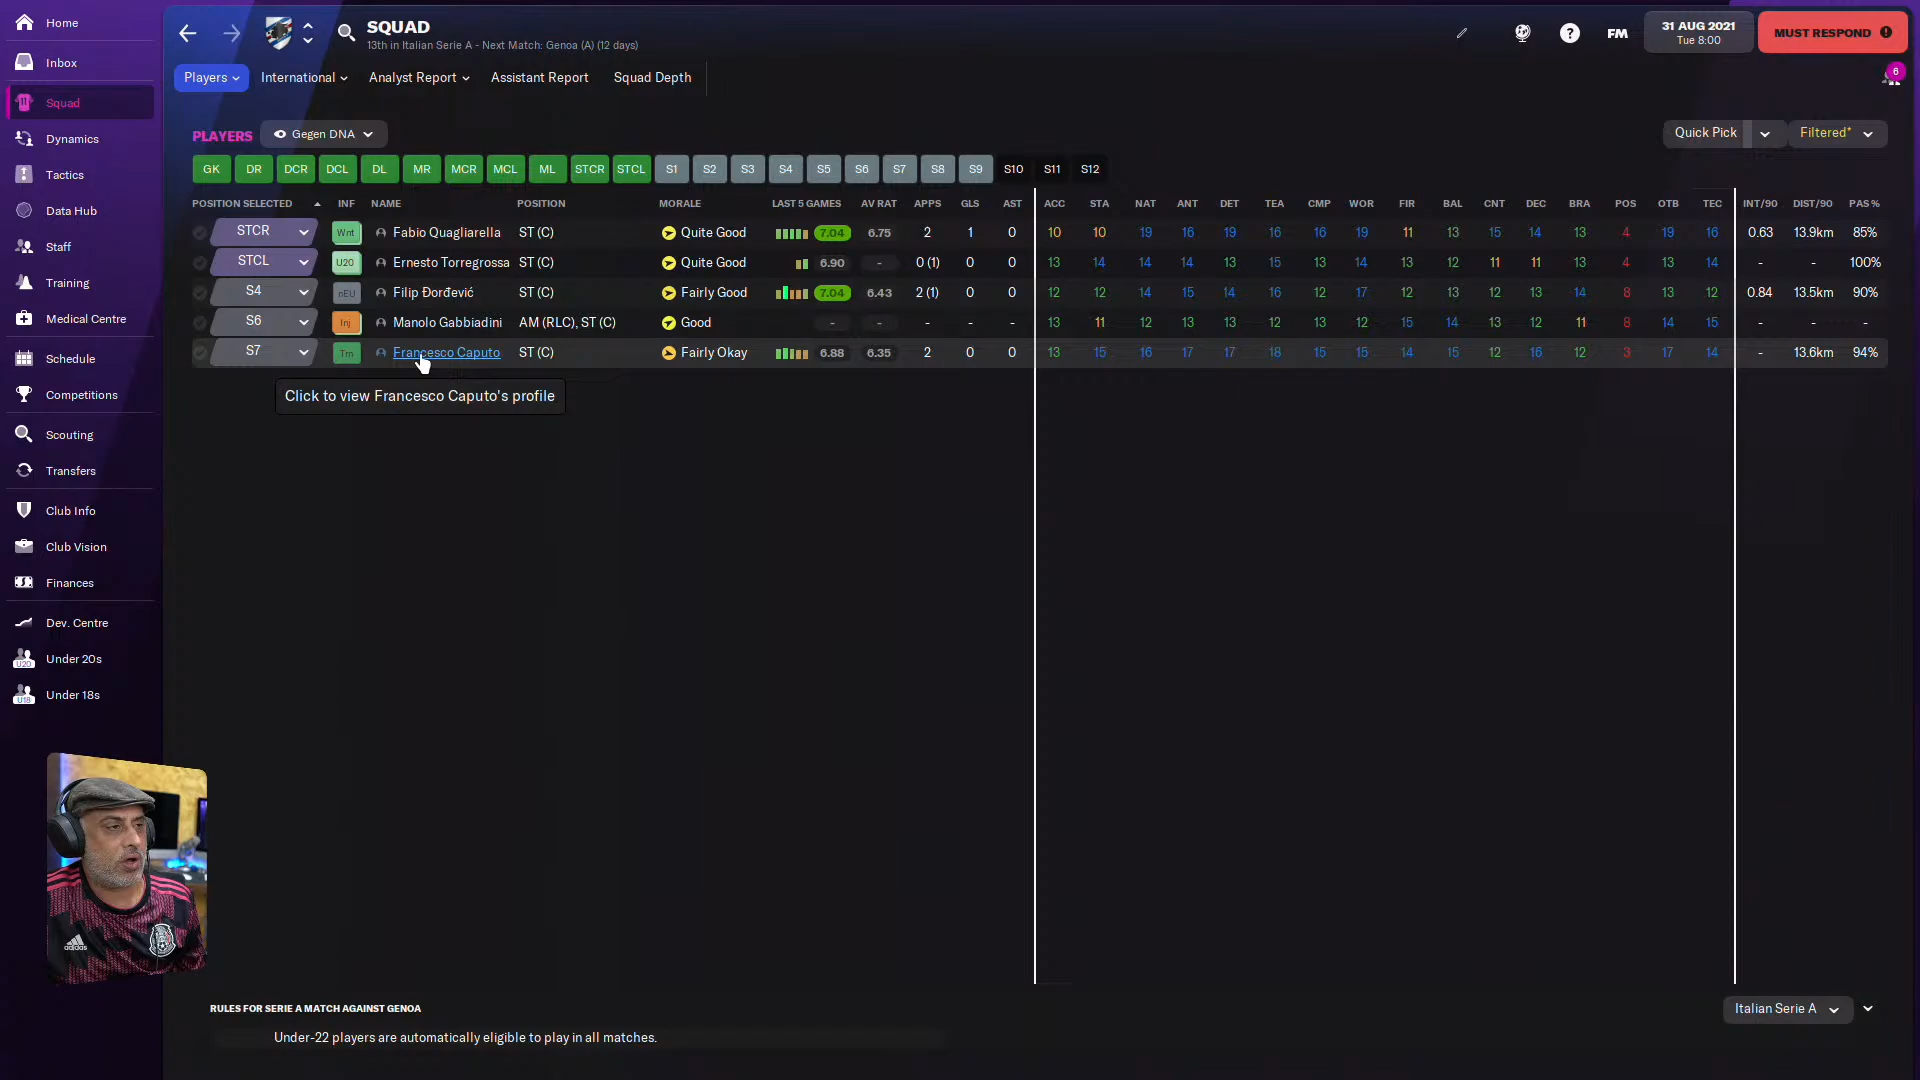 Home
Inbox
Squad
Dynamics
Tactics
Data Hub
Staff
Training
Medical Centre
Schedule
Competitions
Scouting
Transfers
Club Info
Club Vision
Finances
Dev. Centre
U20 Under 20s
U18 Under 18s
SQUAD
13th in Italian Serie A - Next Match: Genoa (A) (12 days)
? FM
31 AUG 2021
Tue 8:00
MUST RESPOND
Players International Analyst Report Assistant Report Squad Depth
6
PLAYERS Gegen DNA Quick Pick Filtered*
GK DR DCR DCL DL MR MCR MCL ML STCR STCL S1 S2 S3 S4 S5 S6 S7 S8 S9 S10 S11 S12
POSITION SELECTED INF NAME POSITION MORALE LAST 5 GAMES AV RAT APPS GLS AST ACC STA NAT ANT DET TEA CMP WOR FIR BAL CNT DEC BRA POS OTB TEC INT/90 DIST/90 PAS %
STCR Wnt Fabio Quagliarella ST (C) Quite Good 7.04 6.75 2 1 0 10 10 19 16 19 16 16 19 11 13 15 14 13 4 19 16 0.63 13.9km 85%
STCL U20 Ernesto Torregrossa ST (C) Quite Good 6.90 - 0 (1) 0 0 13 14 14 14 13 15 13 14 13 12 11 11 13 4 13 14 - - 100%
S4 nEU Filip Đorđević ST (C) Fairly Good 7.04 6.43 2 (1) 0 0 12 12 14 15 14 16 12 17 12 13 12 13 14 8 13 12 0.84 13.5km 90%
S6 Inj Manolo Gabbiadini AM (RLC), ST (C) Good - - - - - 13 11 12 13 13 12 13 12 15 14 13 12 11 8 14 15 - - -
S7 Trn Francesco Caputo ST (C) Fairly Okay 6.88 6.35 2 0 0 13 15 16 17 17 18 15 15 14 15 12 16 12 3 17 14 - 13.6km 94%
Click to view Francesco Caputo's profile
adidas
RULES FOR SERIE A MATCH AGAINST GENOA
Under-22 players are automatically eligible to play in all matches.
Italian Serie A